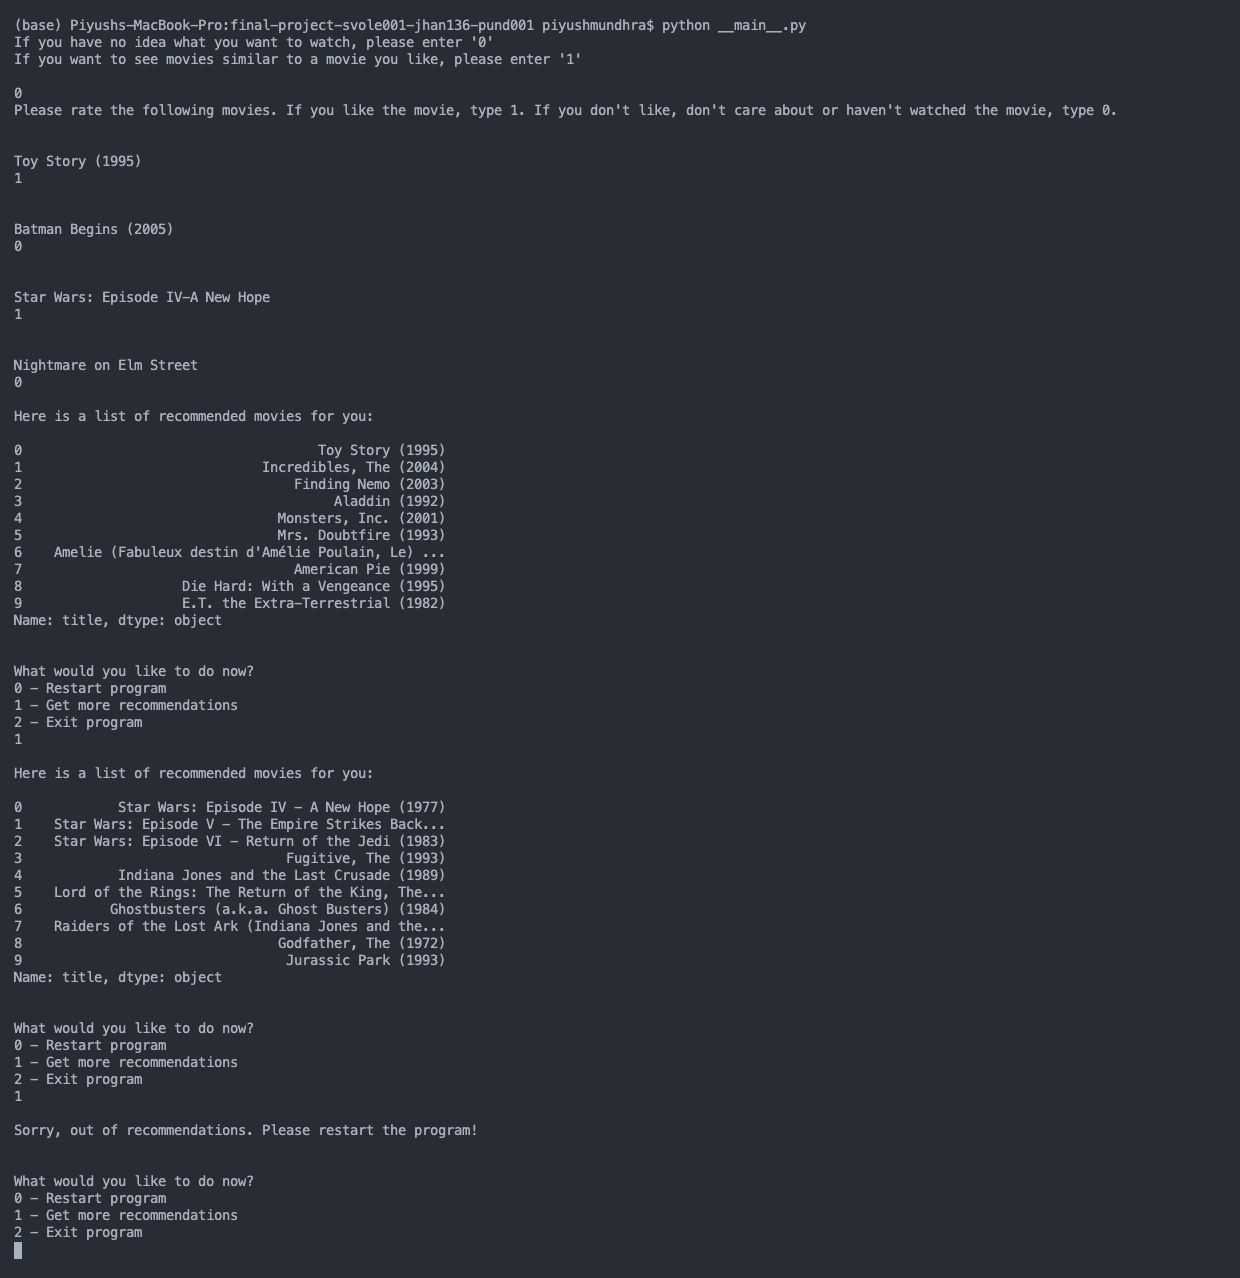 (base) Piyushs-MacBook-Pro:final-project-svole001-jhan136-pund001 piyushmundhra$ python __main__.py
If you have no idea what you want to watch, please enter '0'
If you want to see movies similar to a movie you like, please enter '1'
0
Please rate the following movies. If you like the movie, type 1. If you don't like, don't care about or haven't watched the movie, type 0.
Toy Story (1995)
1
Batman Begins (2005)
0
Star Wars: Episode IV-A New Hope
1
Nightmare on Elm Street
0
Here is a list of recommended movies for you:
0 Toy Story (1995)
1 Incredibles, The (2004)
2 Finding Nemo (2003)
3 Aladdin (1992)
4 Monsters, Inc. (2001)
5 Mrs. Doubtfire (1993)
6 Amelie (Fabuleux destin d'Amélie Poulain, Le) ...
7 American Pie (1999)
8 Die Hard: With a Vengeance (1995)
9 E.T. the Extra-Terrestrial (1982)
Name: title, dtype: object
What would you like to do now?
0 - Restart program
1 - Get more recommendations
2 - Exit program
1
Here is a list of recommended movies for you:
0 Star Wars: Episode IV - A New Hope (1977)
1 Star Wars: Episode V - The Empire Strikes Back...
2 Star Wars: Episode VI - Return of the Jedi (1983)
3 Fugitive, The (1993)
4 Indiana Jones and the Last Crusade (1989)
5 Lord of the Rings: The Return of the King, The...
6 Ghostbusters (a.k.a. Ghost Busters) (1984)
7 Raiders of the Lost Ark (Indiana Jones and the...
8 Godfather, The (1972)
9 Jurassic Park (1993)
Name: title, dtype: object
What would you like to do now?
0 - Restart program
1 - Get more recommendations
2 - Exit program
1
Sorry, out of recommendations. Please restart the program!
What would you like to do now?
0 - Restart program
1 - Get more recommendations
2 - Exit program